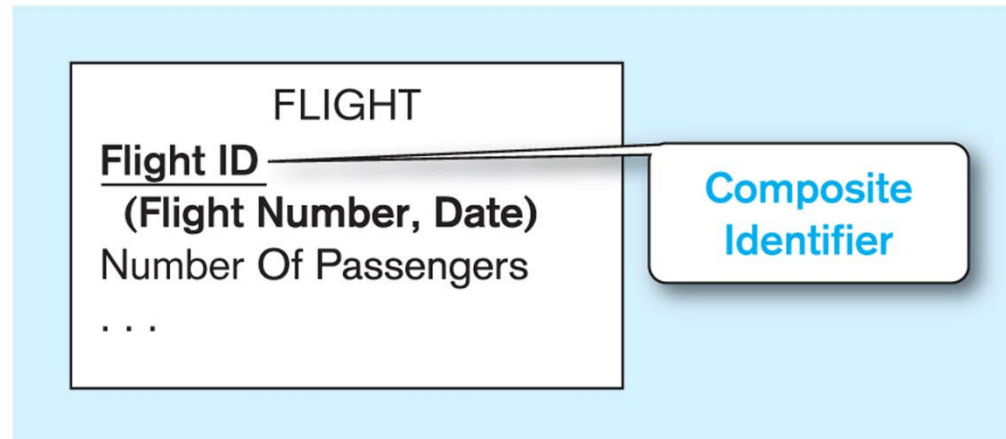 FLIGHT
Flight ID
(Flight Number, Date)
Number Of Passengers
. . .
Composite
Identifier